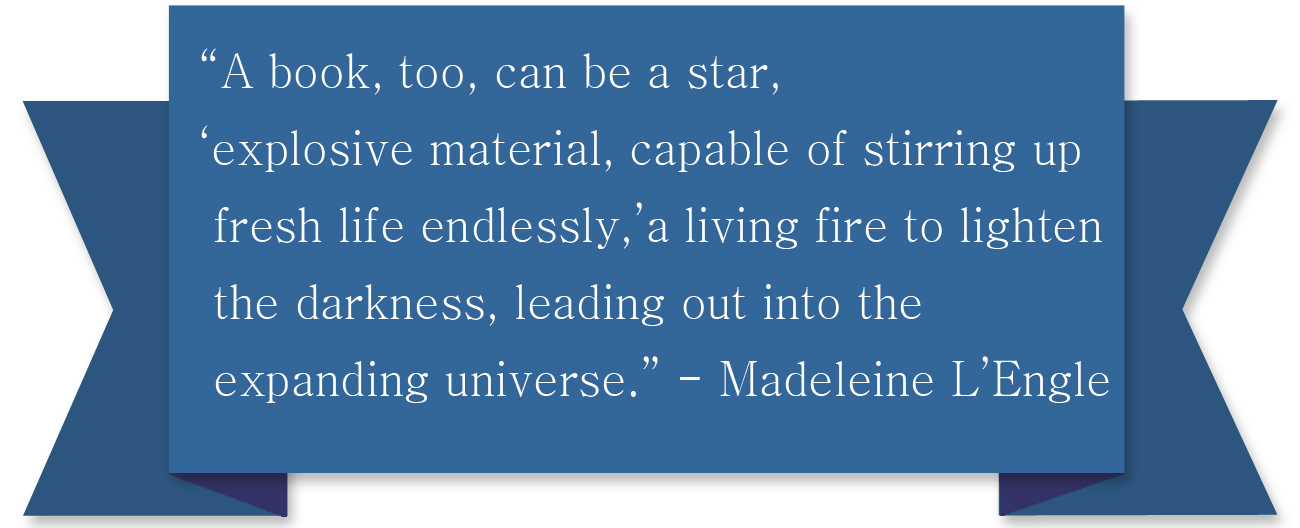 “A book, too, can be a star,
‘explosive material, capable of stirring up
fresh life endlessly,’a living fire to lighten
the darkness, leading out into the
expanding universe.” – Madeleine L’Engle